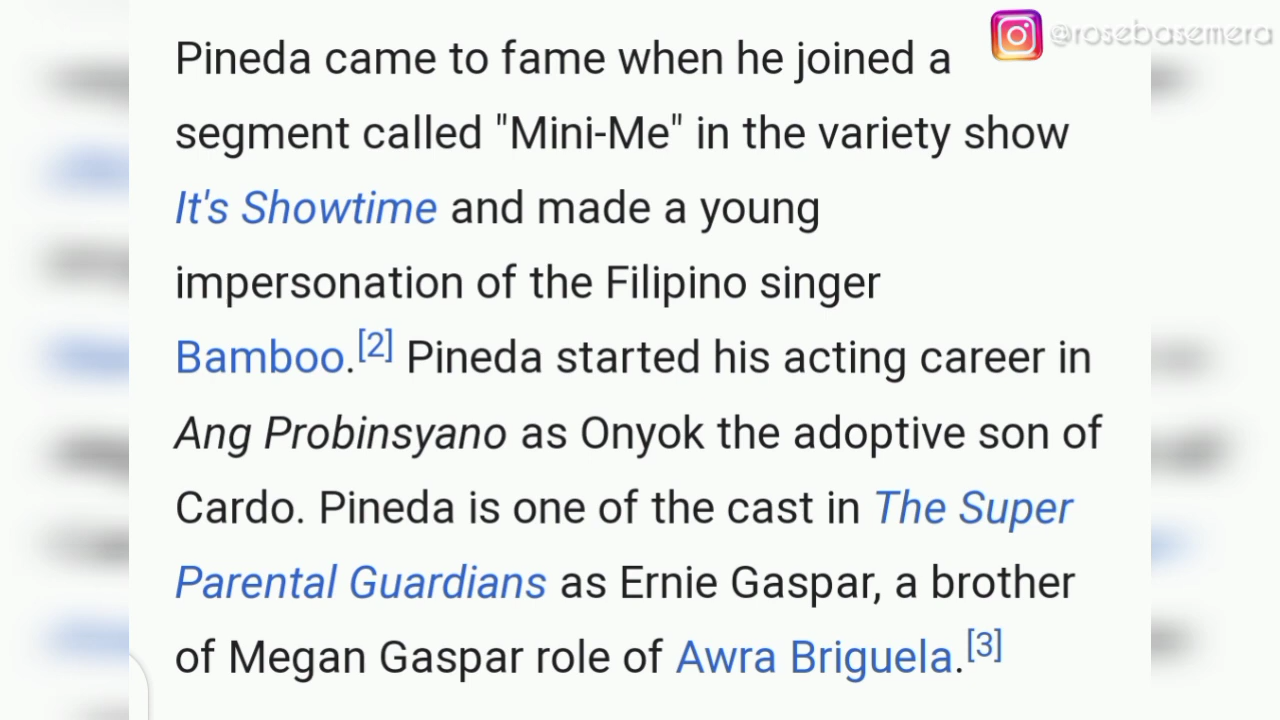 @rosebasemera
Pineda came to fame when he joined a
segment called "Mini-Me" in the variety show
It's Showtime and made a young
impersonation of the Filipino singer
Bamboo.[2] Pineda started his acting career in
Ang Probinsyano as Onyok the adoptive son of
Cardo. Pineda is one of the cast in The Super
Parental Guardians as Ernie Gaspar, a brother
of Megan Gaspar role of Awra Briguela.[3]